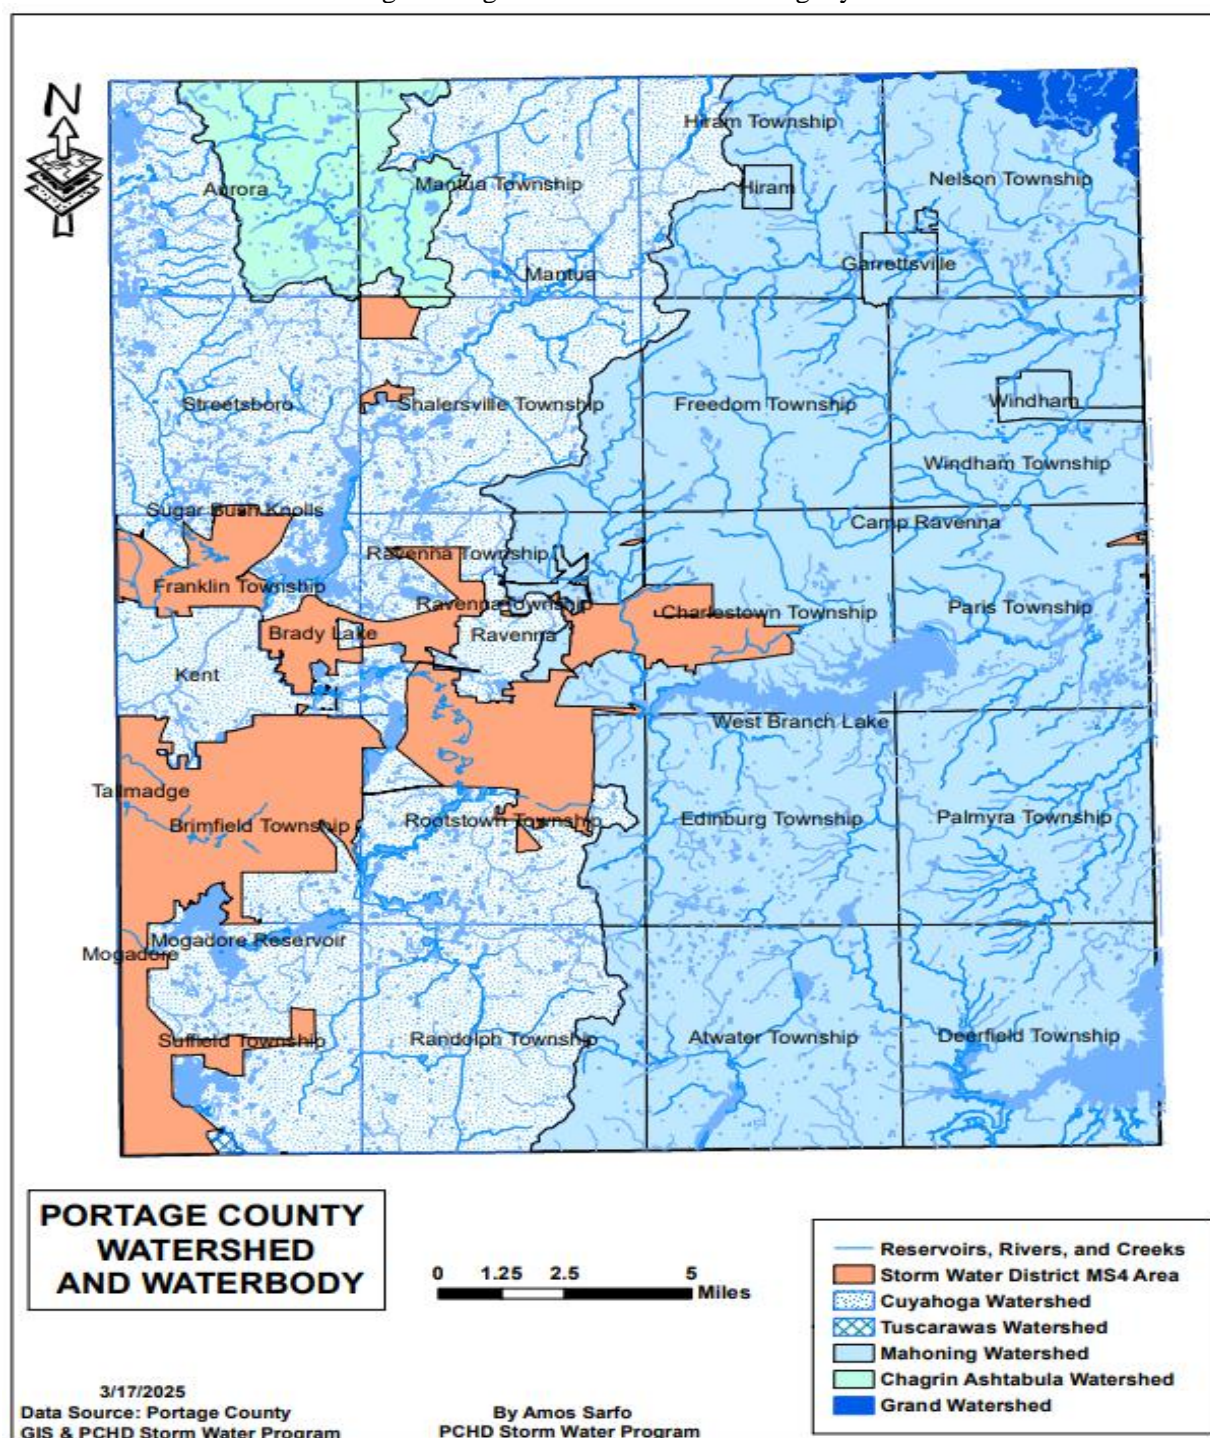 N
Hiram Township
Aurora
Mantua Township
Hiram
Nelson Township
Mantua
Garrettsville
Streetsboro
Shalersville Township
Freedom Township
Windham
Windham Township
Sugar Bush Knolls
Camp Ravenna
Ravenna Township
Franklin Township
Ravenna Township
Charlestown Township
Paris Township
Brady Lake
Ravenna
Kent
West Branch Lake
Tallmadge
Brimfield Township
Rootstown Township
Edinburg Township
Palmyra Township
Mogadore Reservoir
Mogadore
Suffield Township
Randolph Township
Atwater Township
Deerfield Township
PORTAGE COUNTY
WATERSHED
AND WATERBODY
0 1.25 2.5 5
Miles
Reservoirs, Rivers, and Creeks
Storm Water District MS4 Area
Cuyahoga Watershed
Tuscarawas Watershed
Mahoning Watershed
Chagrin Ashtabula Watershed
Grand Watershed
3/17/2025
Data Source: Portage County
GIS & PCHD Storm Water Program
By Amos Sarfo
PCHD Storm Water Program